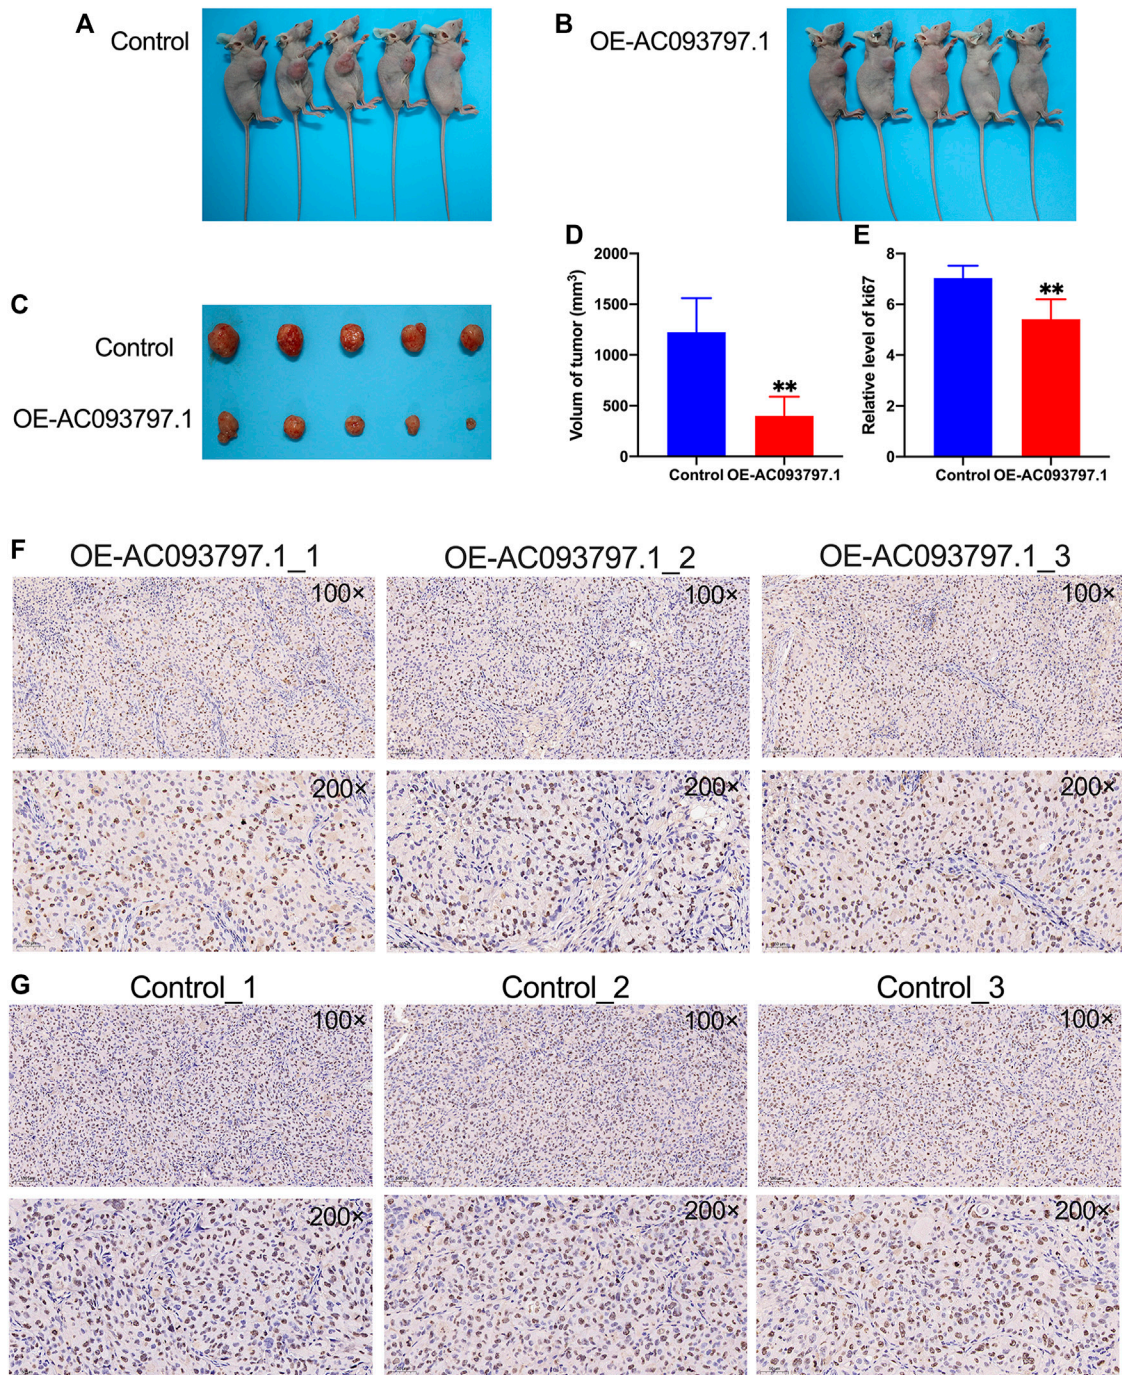 A
Control
B
OE-AC093797.1
C
Control
OE-AC093797.1
D
Volum of tumor (mm³)
2000
1500
1000
500
0
**
Control OE-AC093797.1
E
Relative level of ki67
8
6
4
2
0
**
Control OE-AC093797.1
F
OE-AC093797.1_1
OE-AC093797.1_2
OE-AC093797.1_3
100×
100×
100×
200×
200×
200×
G
Control_1
Control_2
Control_3
100×
100×
100×
200×
200×
200×